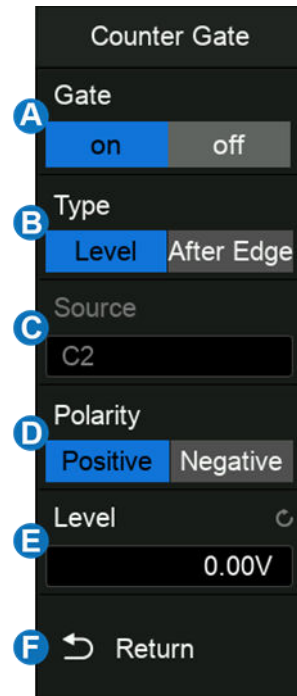 Counter Gate
Gate
A
on off
Type
B
Level After Edge
Source
C
C2
Polarity
D
Positive Negative
Level
E
0.00V
F Return